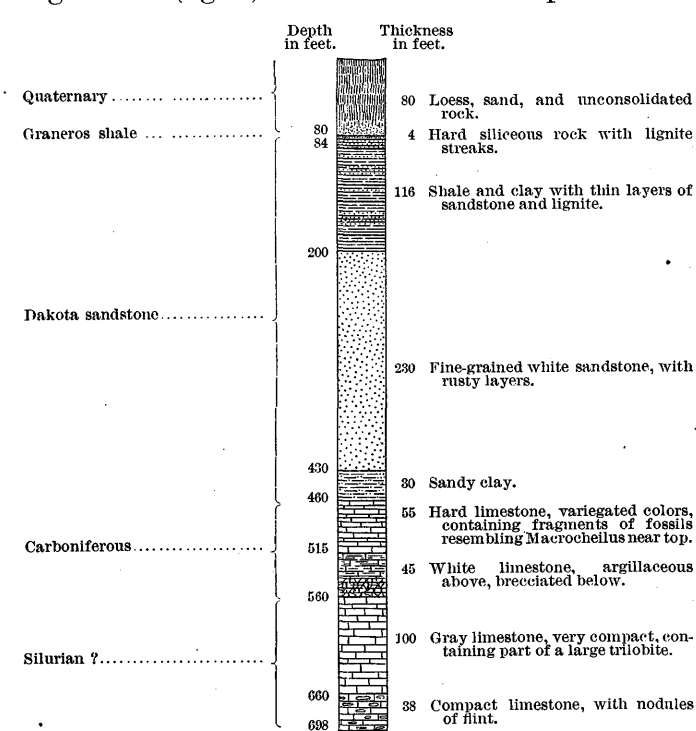 Depth in feet.
Thickness in feet.
Quaternary
80 Loess, sand, and unconsolidated
rock.
80
Graneros shale
4 Hard siliceous rock with lignite
streaks.
84
116 Shale and clay with thin layers of
sandstone and lignite.
200
Dakota sandstone
230 Fine-grained white sandstone, with
rusty layers.
430
30 Sandy clay.
460
55 Hard limestone, variegated colors,
containing fragments of fossils
resembling Macrocheilus near top.
Carboniferous
515
45 White limestone, argillaceous
above, brecciated below.
560
100 Gray limestone, very compact, con-
taining part of a large trilobite.
Silurian ?
660
38 Compact limestone, with nodules
of flint.
698